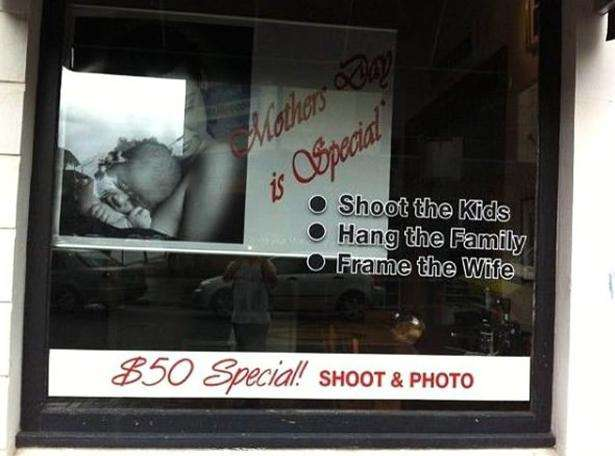 Mothers Day
is Special
Shoot the Kids
Hang the Family
Frame the Wife
$50 Special! SHOOT & PHOTO